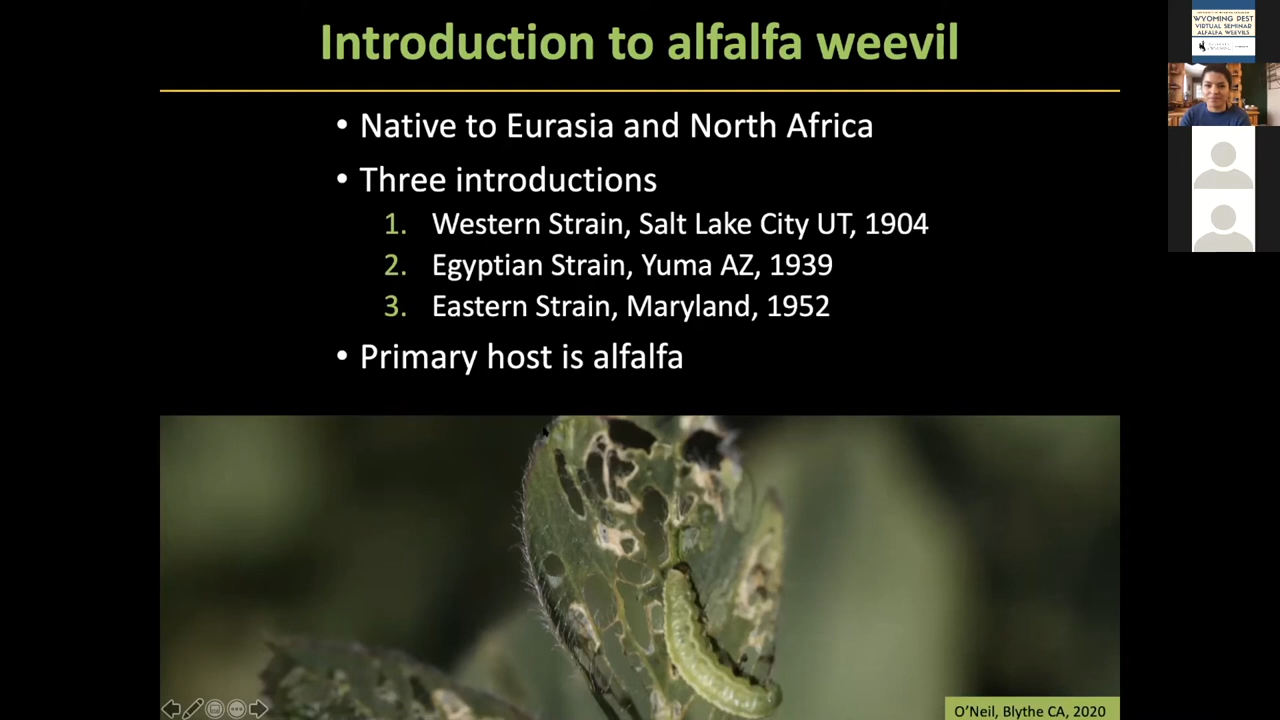 Introduction to alfalfa weevil
• Native to Eurasia and North Africa
• Three introductions
1. Western Strain, Salt Lake City UT, 1904
2. Egyptian Strain, Yuma AZ, 1939
3. Eastern Strain, Maryland, 1952
• Primary host is alfalfa
O'Neil, Blythe CA, 2020
WYOMING PEST
VIRTUAL SEMINAR
ALFALFA WEEVILS